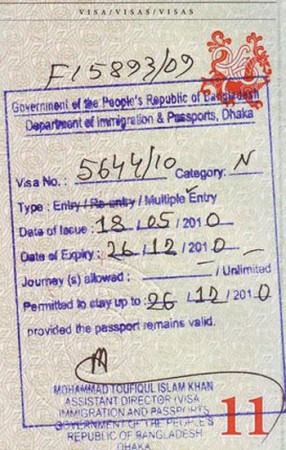 VISA/VISAS/VISAS
F15893/09
Government of the People's Republic of Bangladesh
Department of Immigration & Passports, Dhaka
Visa No.: 5644/10 Category: N
Type : Entry / Re-entry / Multiple Entry
Date of Issue : 18 / 05 / 2010
Date of Expiry : 26 / 12 / 2010
Journey (s) allowed : / Unlimited
Permitted to stay up to : 26 / 12 / 2010
provided the passport remains valid.
MOHAMMAD TOUFIQUL ISLAM KHAN
ASSISTANT DIRECTOR (VISA
IMMIGRATION AND PASSPORTS
GOVERNMENT OF THE PEOPLE'S
REPUBLIC OF BANGLADESH
DHAKA
11